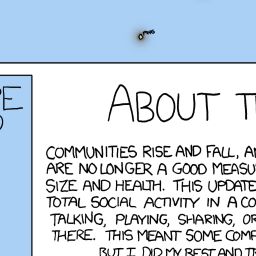 ABOUT T
COMMUNITIES RISE AND FALL, A
ARE NO LONGER A GOOD MEASU
SIZE AND HEALTH. THIS UPDATE
TOTAL SOCIAL ACTIVITY IN A CO
TALKING, PLAYING, SHARING, OR
THERE. THIS MEANT SOME COMP
BUT I DID MY BEST AND T